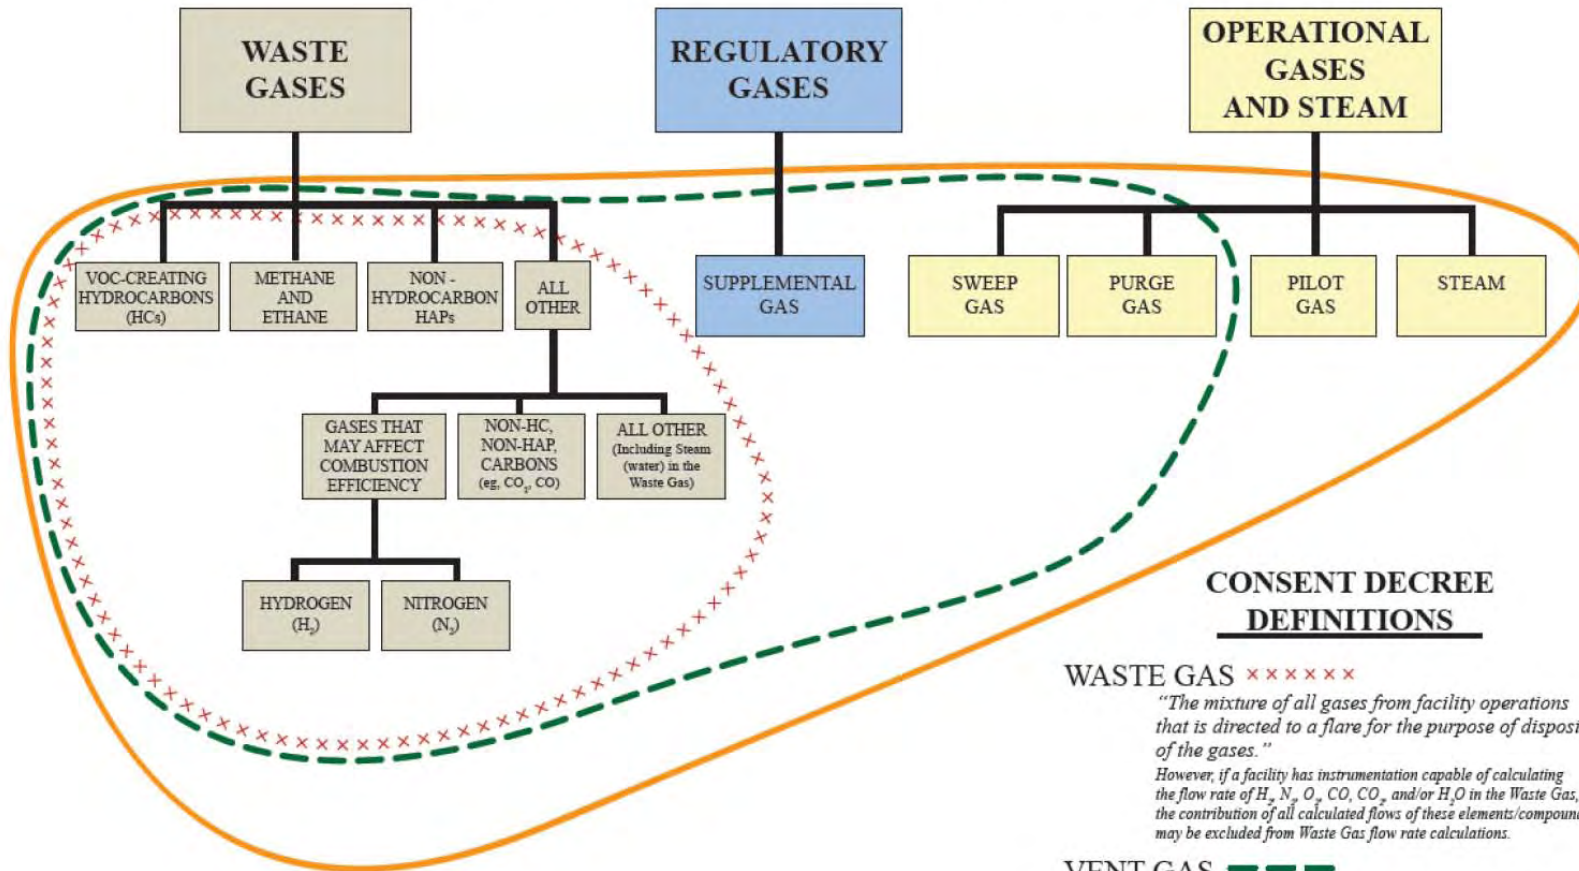 WASTE
GASES
REGULATORY
GASES
OPERATIONAL
GASES
AND STEAM
VOC-CREATING
HYDROCARBONS
(HCs)
METHANE
AND
ETHANE
NON -
HYDROCARBON
HAPs
ALL
OTHER
SUPPLEMENTAL
GAS
SWEEP
GAS
PURGE
GAS
PILOT
GAS
STEAM
GASES THAT
MAY AFFECT
COMBUSTION
EFFICIENCY
NON-HC,
NON-HAP,
CARBONS
(eg, CO₂, CO)
ALL OTHER
(Including Steam
(water) in the
Waste Gas)
HYDROGEN
(H₂)
NITROGEN
(N₂)
CONSENT DECREE
DEFINITIONS
WASTE GAS
"The mixture of all gases from facility operations
that is directed to a flare for the purpose of disposi
of the gases."
However, if a facility has instrumentation capable of calculating
the flow rate of H₂, N₂, O₂, CO, CO₂, and/or H₂O in the Waste Gas,
the contribution of all calculated flows of these elements/compoun
may be excluded from Waste Gas flow rate calculations.
VENT GAS